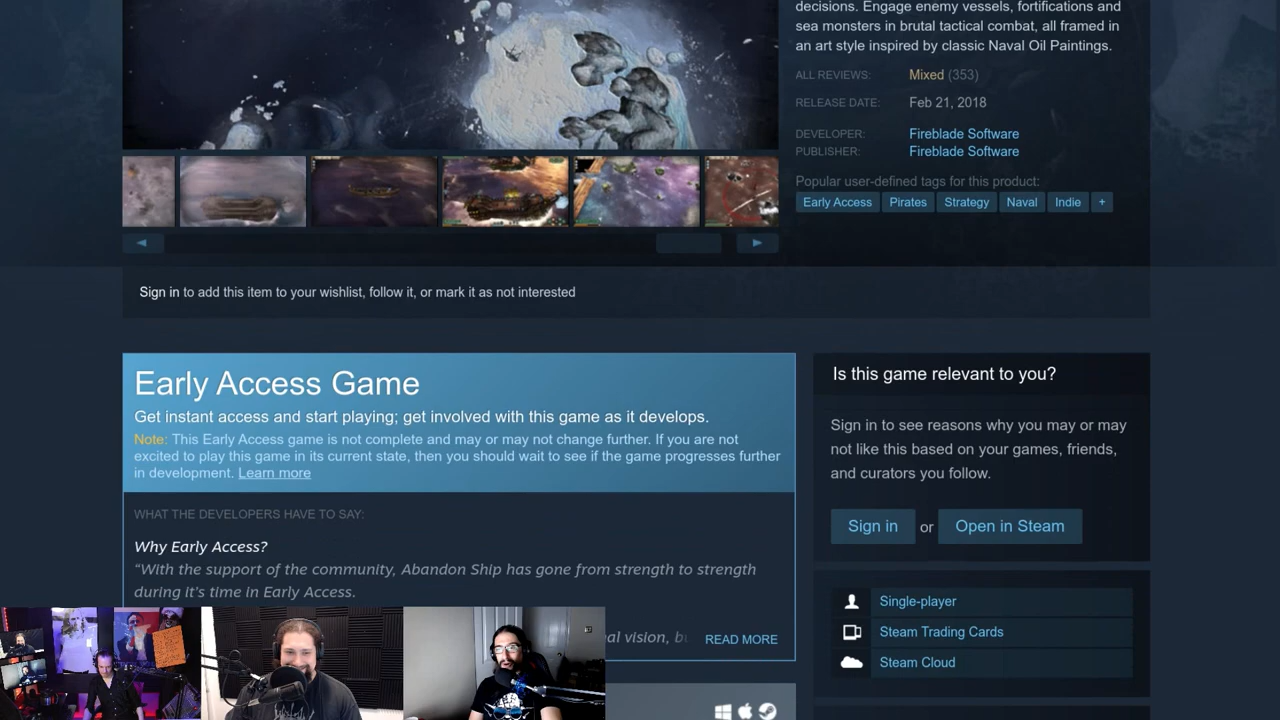 decisions. Engage enemy vessels, fortifications and
sea monsters in brutal tactical combat, all framed in
an art style inspired by classic Naval Oil Paintings.
ALL REVIEWS: Mixed (353)
RELEASE DATE: Feb 21, 2018
DEVELOPER: Fireblade Software
PUBLISHER: Fireblade Software
Popular user-defined tags for this product:
Early Access Pirates Strategy Naval Indie +
Sign in to add this item to your wishlist, follow it, or mark it as not interested
Early Access Game
Get instant access and start playing; get involved with this game as it develops.
Note: This Early Access game is not complete and may or may not change further. If you are not
excited to play this game in its current state, then you should wait to see if the game progresses further
in development. Learn more
WHAT THE DEVELOPERS HAVE TO SAY:
Why Early Access?
“With the support of the community, Abandon Ship has gone from strength to strength
during it's time in Early Access.
al vision, bu READ MORE
Is this game relevant to you?
Sign in to see reasons why you may or may
not like this based on your games, friends,
and curators you follow.
Sign in or Open in Steam
Single-player
Steam Trading Cards
Steam Cloud